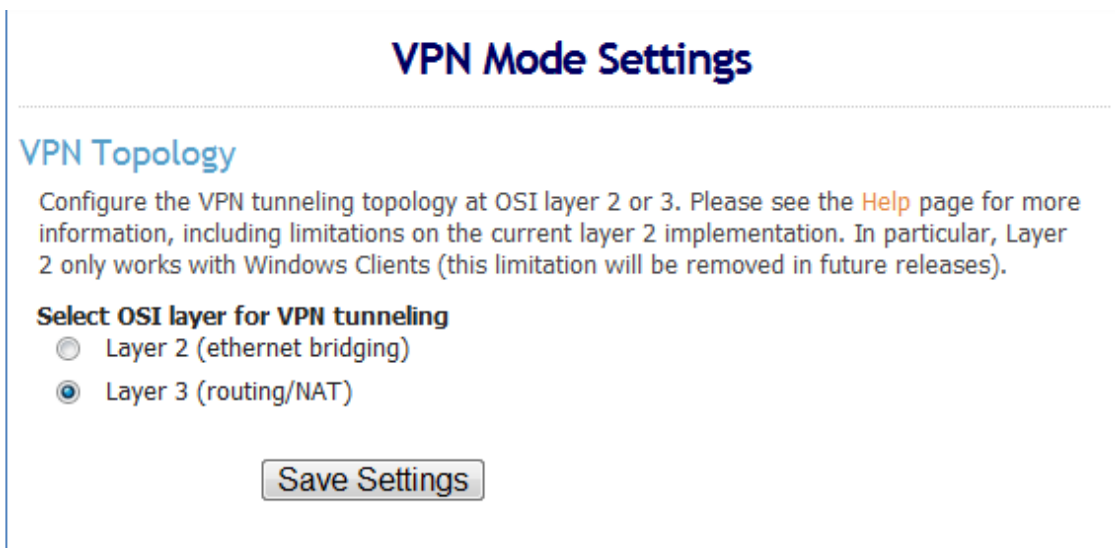 VPN Mode Settings
VPN Topology
Configure the VPN tunneling topology at OSI layer 2 or 3. Please see the Help page for more
information, including limitations on the current layer 2 implementation. In particular, Layer
2 only works with Windows Clients (this limitation will be removed in future releases).
Select OSI layer for VPN tunneling
Layer 2 (ethernet bridging)
Layer 3 (routing/NAT)
Save Settings